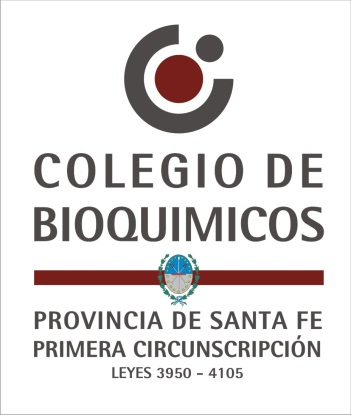 COLEGIO DE
BIOQUIMICOS
PROVINCIA DE SANTA FE
PRIMERA CIRCUNSCRIPCIÓN
LEYES 3950 - 4105